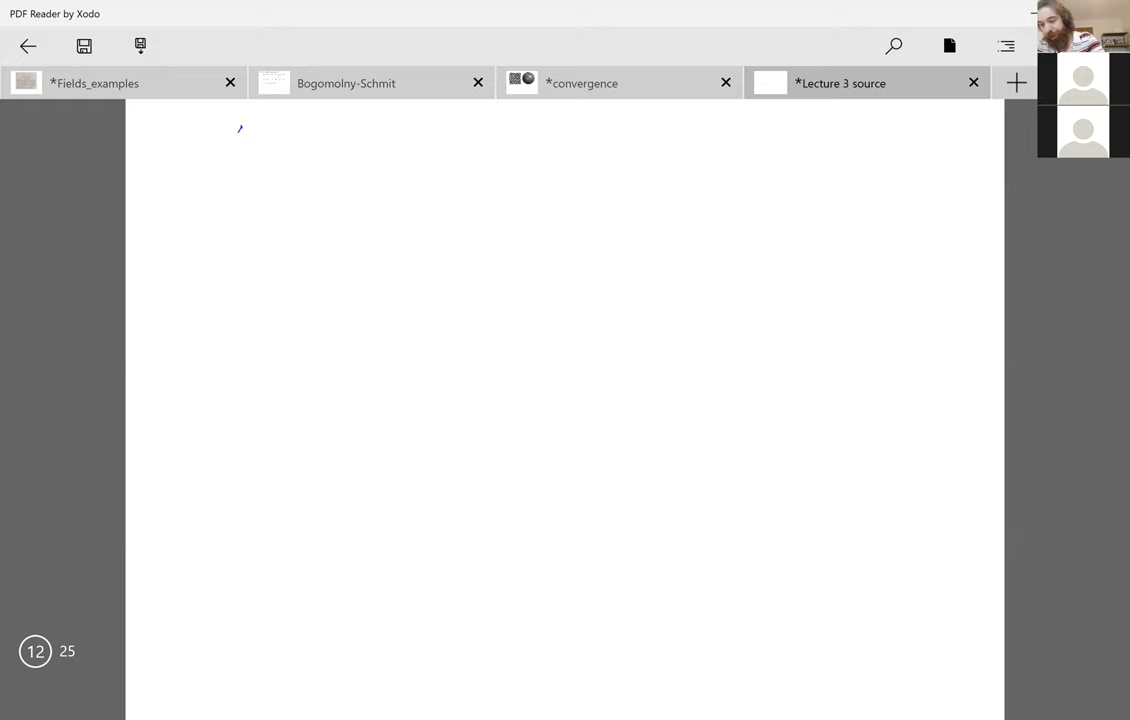 PDF Reader by Xodo
*Fields_examples
Bogomolny-Schmit
*convergence
*Lecture 3 source
12 25